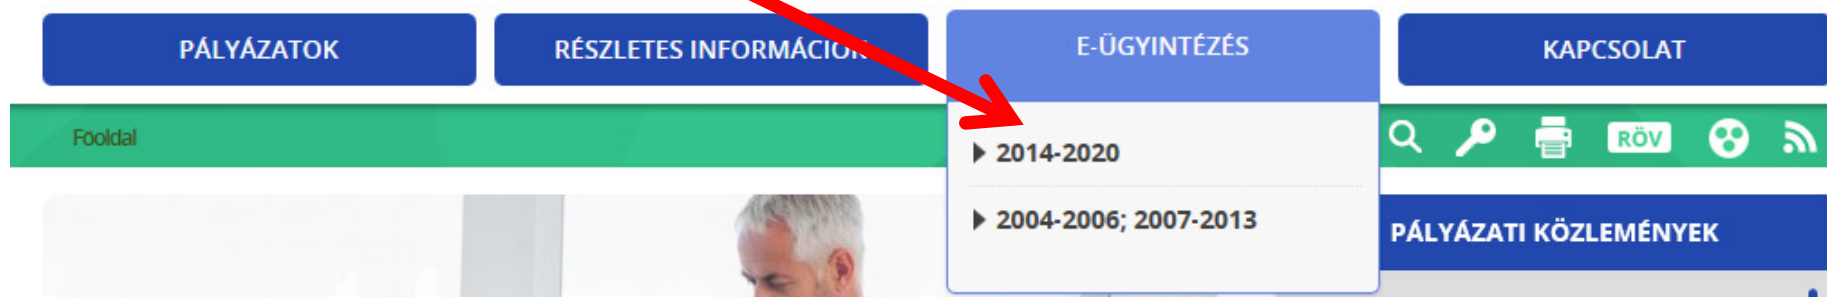 PÁLYÁZATOK
RÉSZLETES INFORMÁCIÓK
E-ÜGYINTÉZÉS
KAPCSOLAT
Főoldal
2014-2020
RÖV
2004-2006; 2007-2013
PÁLYÁZATI KÖZLEMÉNYEK